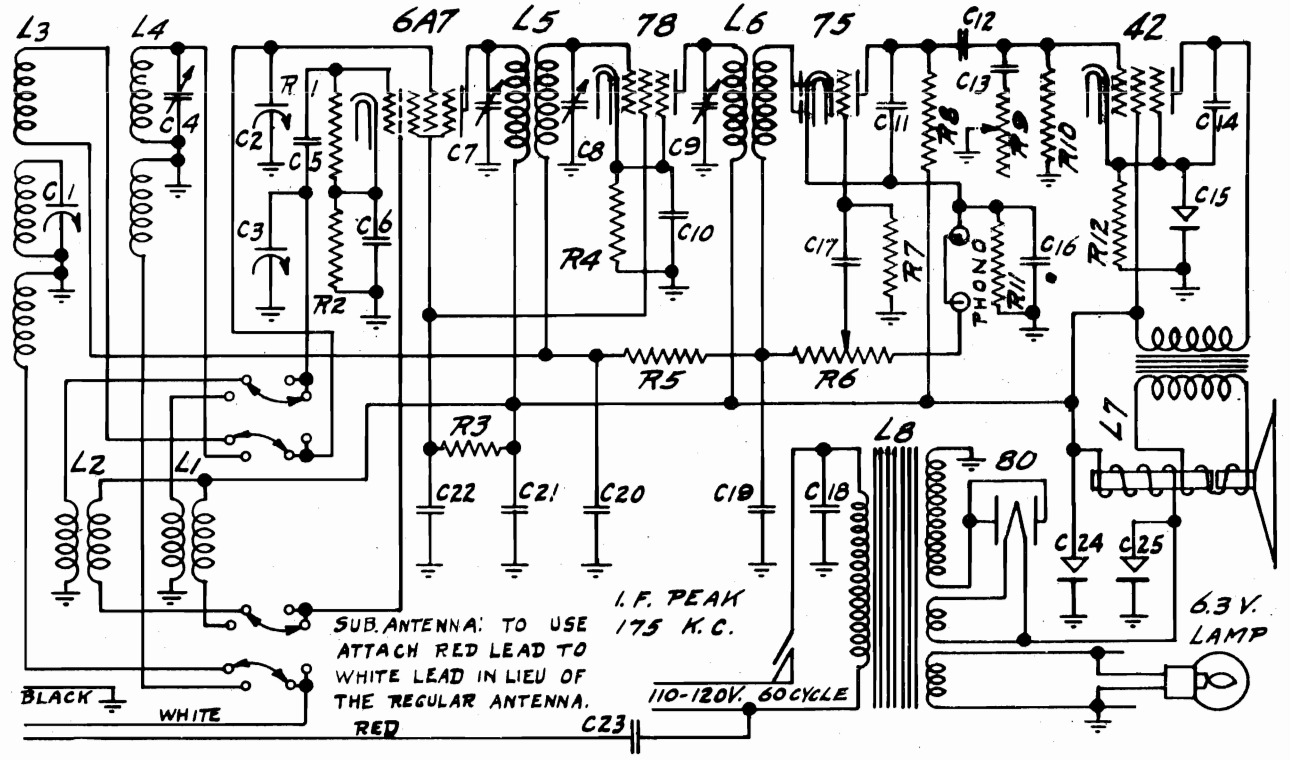 L3
L4
6A7
L5
78
L6
75
C12
42
R1
C4
C2
C5
C7
C8
C9
C11
R8
C13
R9
R10
C14
C1
C3
C6
C10
C17
R7
PHONO
R11
C16
R12
C15
R4
R2
R5
R6
R3
L7
L8
80
L2
L1
C22
C21
C20
C19
C18
C24
C25
I.F. PEAK
175 K.C.
6.3 V.
LAMP
SUB. ANTENNA: TO USE
ATTACH RED LEAD TO
WHITE LEAD IN LIEU OF
THE REGULAR ANTENNA.
110-120V. 60 CYCLE
BLACK
WHITE
RED
C23